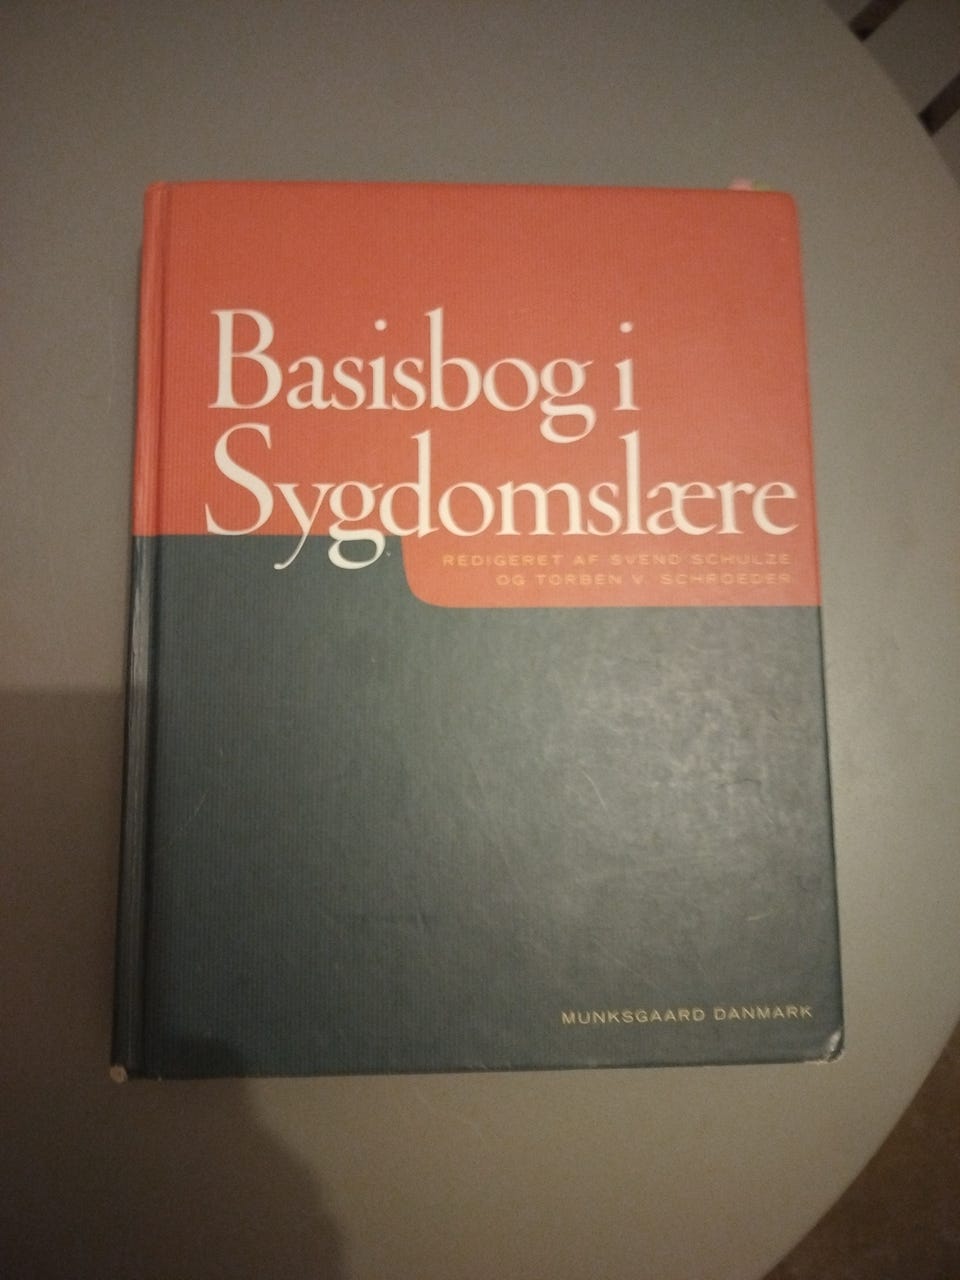 Basisbog i
Sygdomslære
REDIGERET AF SVEND SCHULZE
OG TORBEN V. SCHROEDER
MUNKSGAARD DANMARK